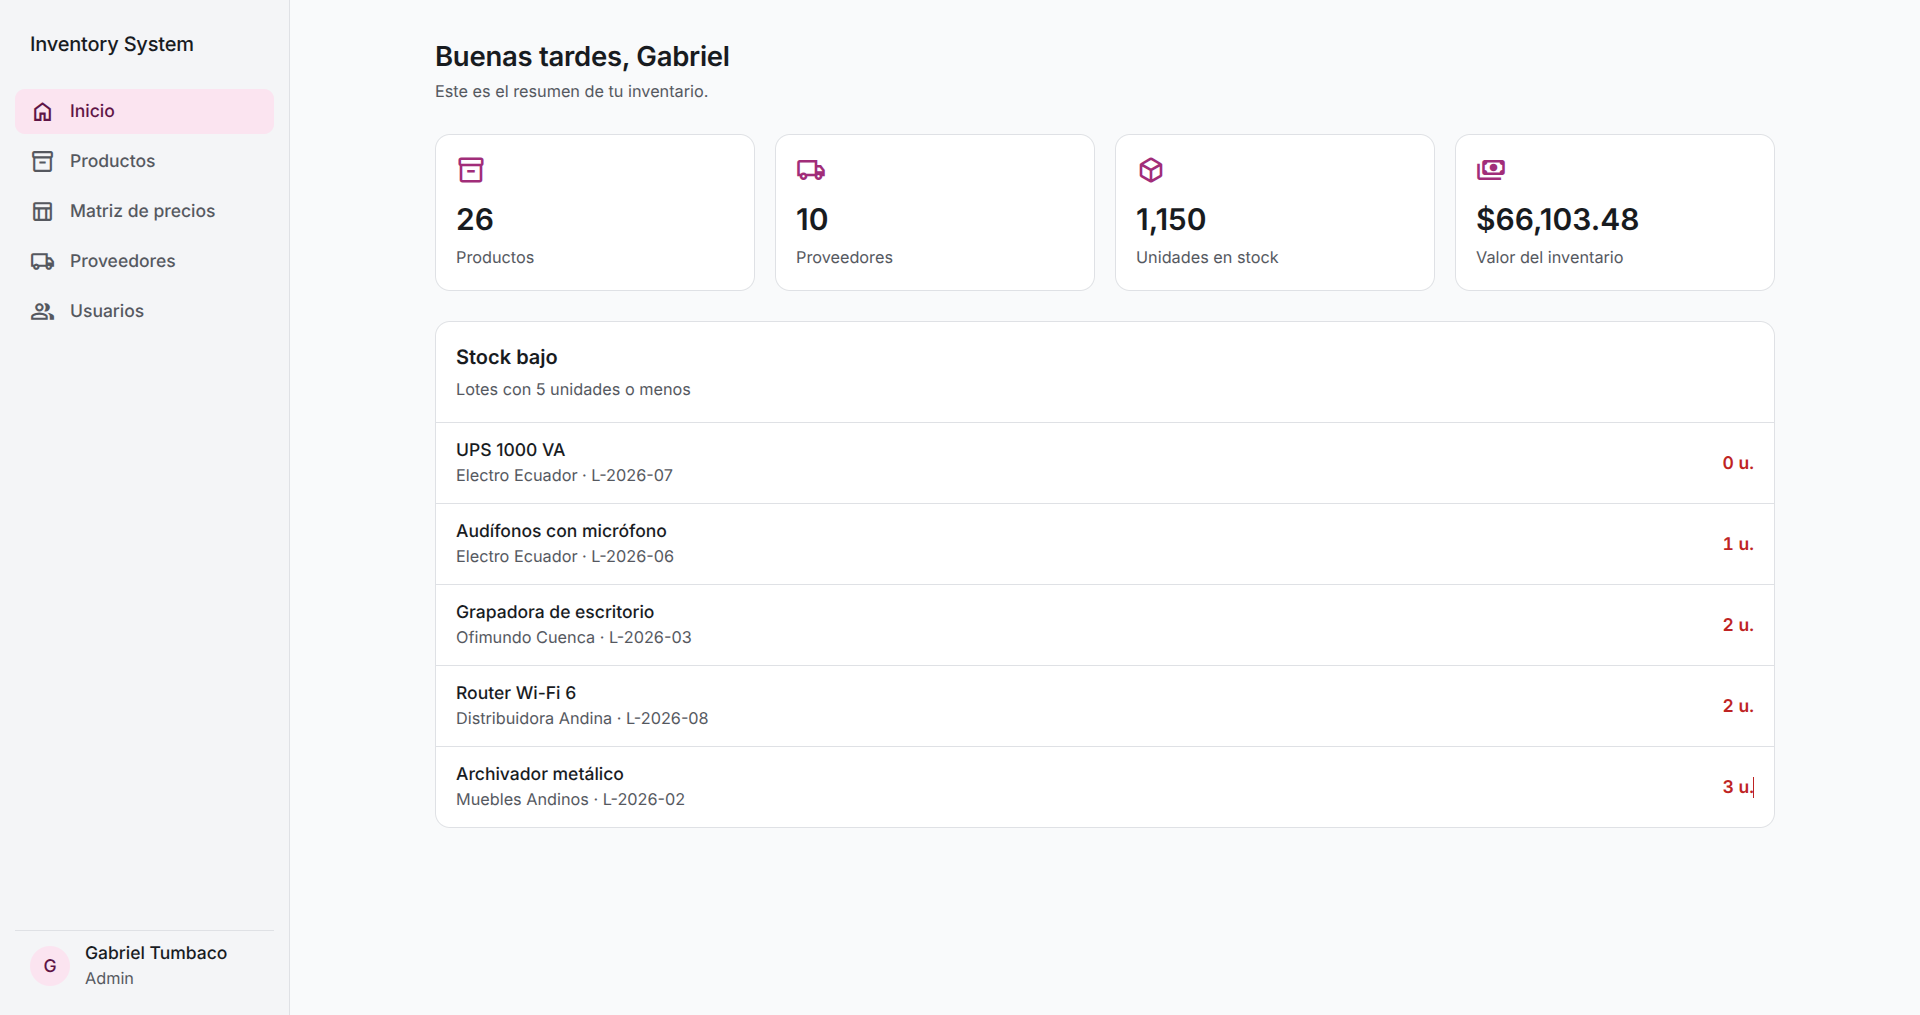 Inventory System
Inicio
Productos
Matriz de precios
Proveedores
Usuarios
Gabriel Tumbaco
G
Admin
Buenas tardes, Gabriel
Este es el resumen de tu inventario.
26
Productos
10
Proveedores
1,150
Unidades en stock
$66,103.48
Valor del inventario
Stock bajo
Lotes con 5 unidades o menos
UPS 1000 VA
Electro Ecuador · L-2026-07
0 u.
Audífonos con micrófono
Electro Ecuador · L-2026-06
1 u.
Grapadora de escritorio
Ofimundo Cuenca · L-2026-03
2 u.
Router Wi-Fi 6
Distribuidora Andina · L-2026-08
2 u.
Archivador metálico
Muebles Andinos · L-2026-02
3 u.